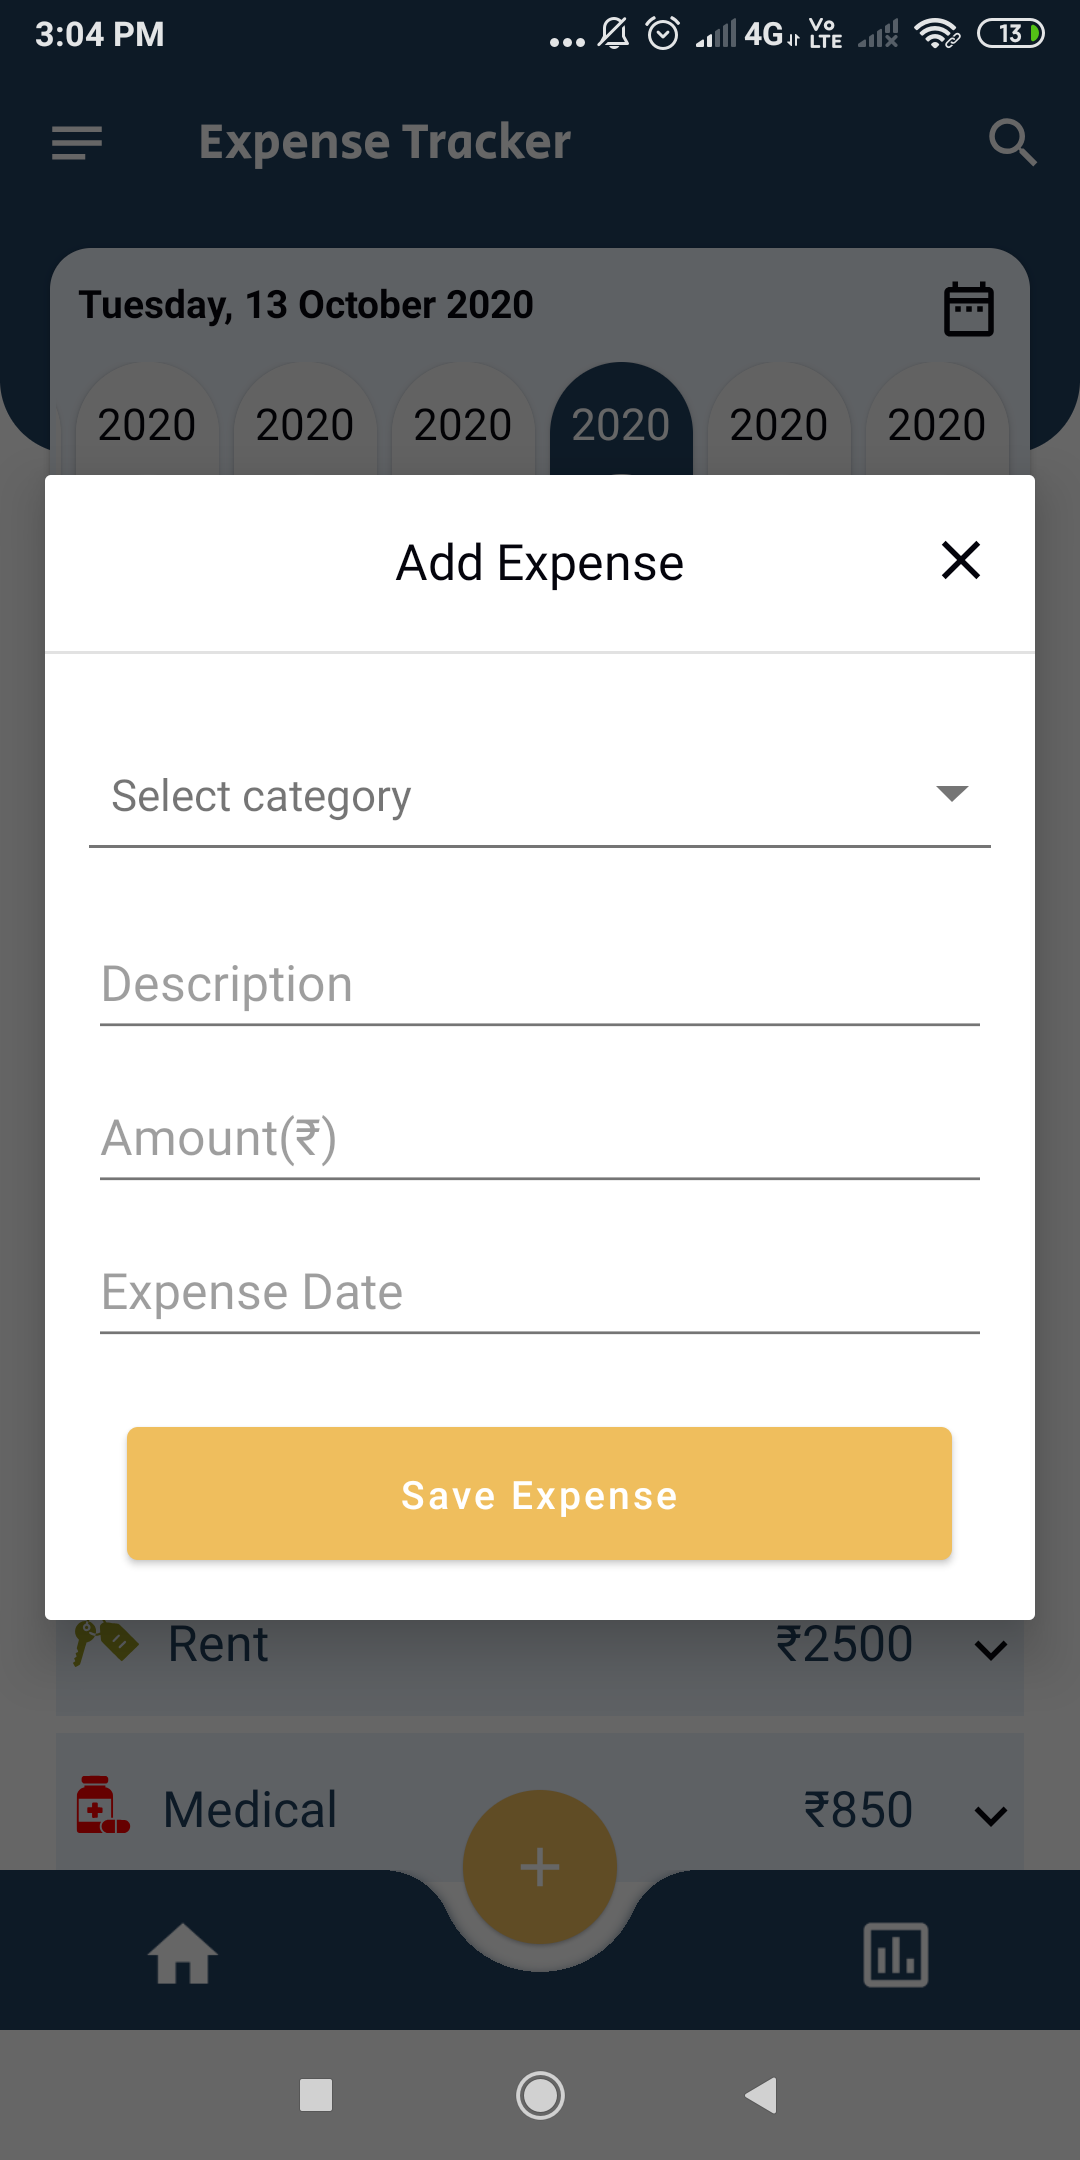 3:04 PM
4G
Vo
LTE
13
Expense Tracker
Tuesday, 13 October 2020
2020 2020 2020 2020 2020 2020
Add Expense
Select category
Description
Amount(₹)
Expense Date
Save Expense
Rent ₹2500
Medical ₹850